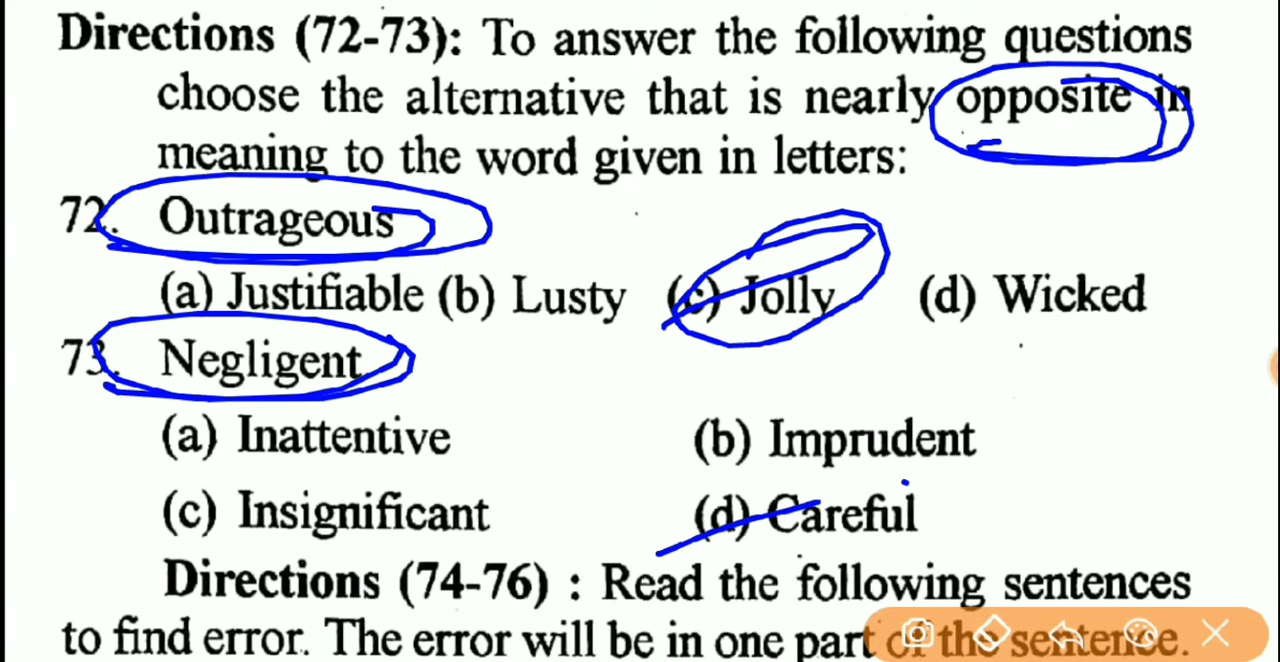 Directions (72-73): To answer the following questions
choose the alternative that is nearly opposite in
meaning to the word given in letters:
72. Outrageous
(a) Justifiable (b) Lusty (c) Jolly (d) Wicked
73. Negligent
(a) Inattentive (b) Imprudent
(c) Insignificant (d) Careful
Directions (74-76) : Read the following sentences
to find error. The error will be in one part of the sentence.